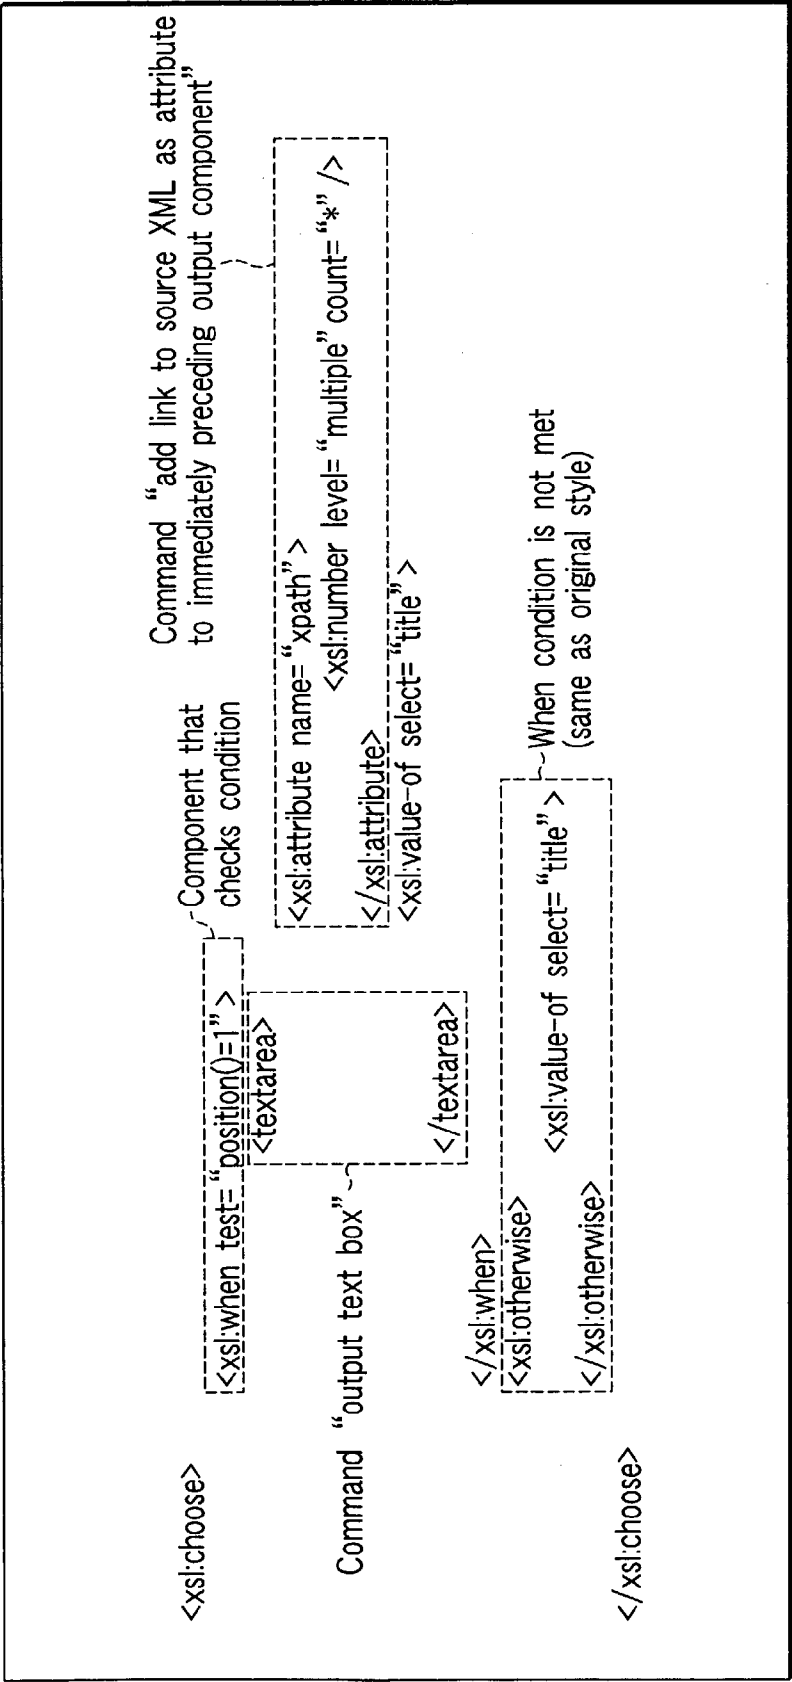 <xsl:choose>
<xsl:when test=“position()=1” >
Component that
checks condition
Command “add link to source XML as attribute
to immediately preceding output component”
<textarea>
<xsl:attribute name=“xpath” >
<xsl:number level=“multiple” count=“*” />
</xsl:attribute>
<xsl:value-of select=“title” >
Command “output text box”
</textarea>
</xsl:when>
<xsl:otherwise>
<xsl:value-of select=“title” >
</xsl:otherwise>
When condition is not met
(same as original style)
</xsl:choose>